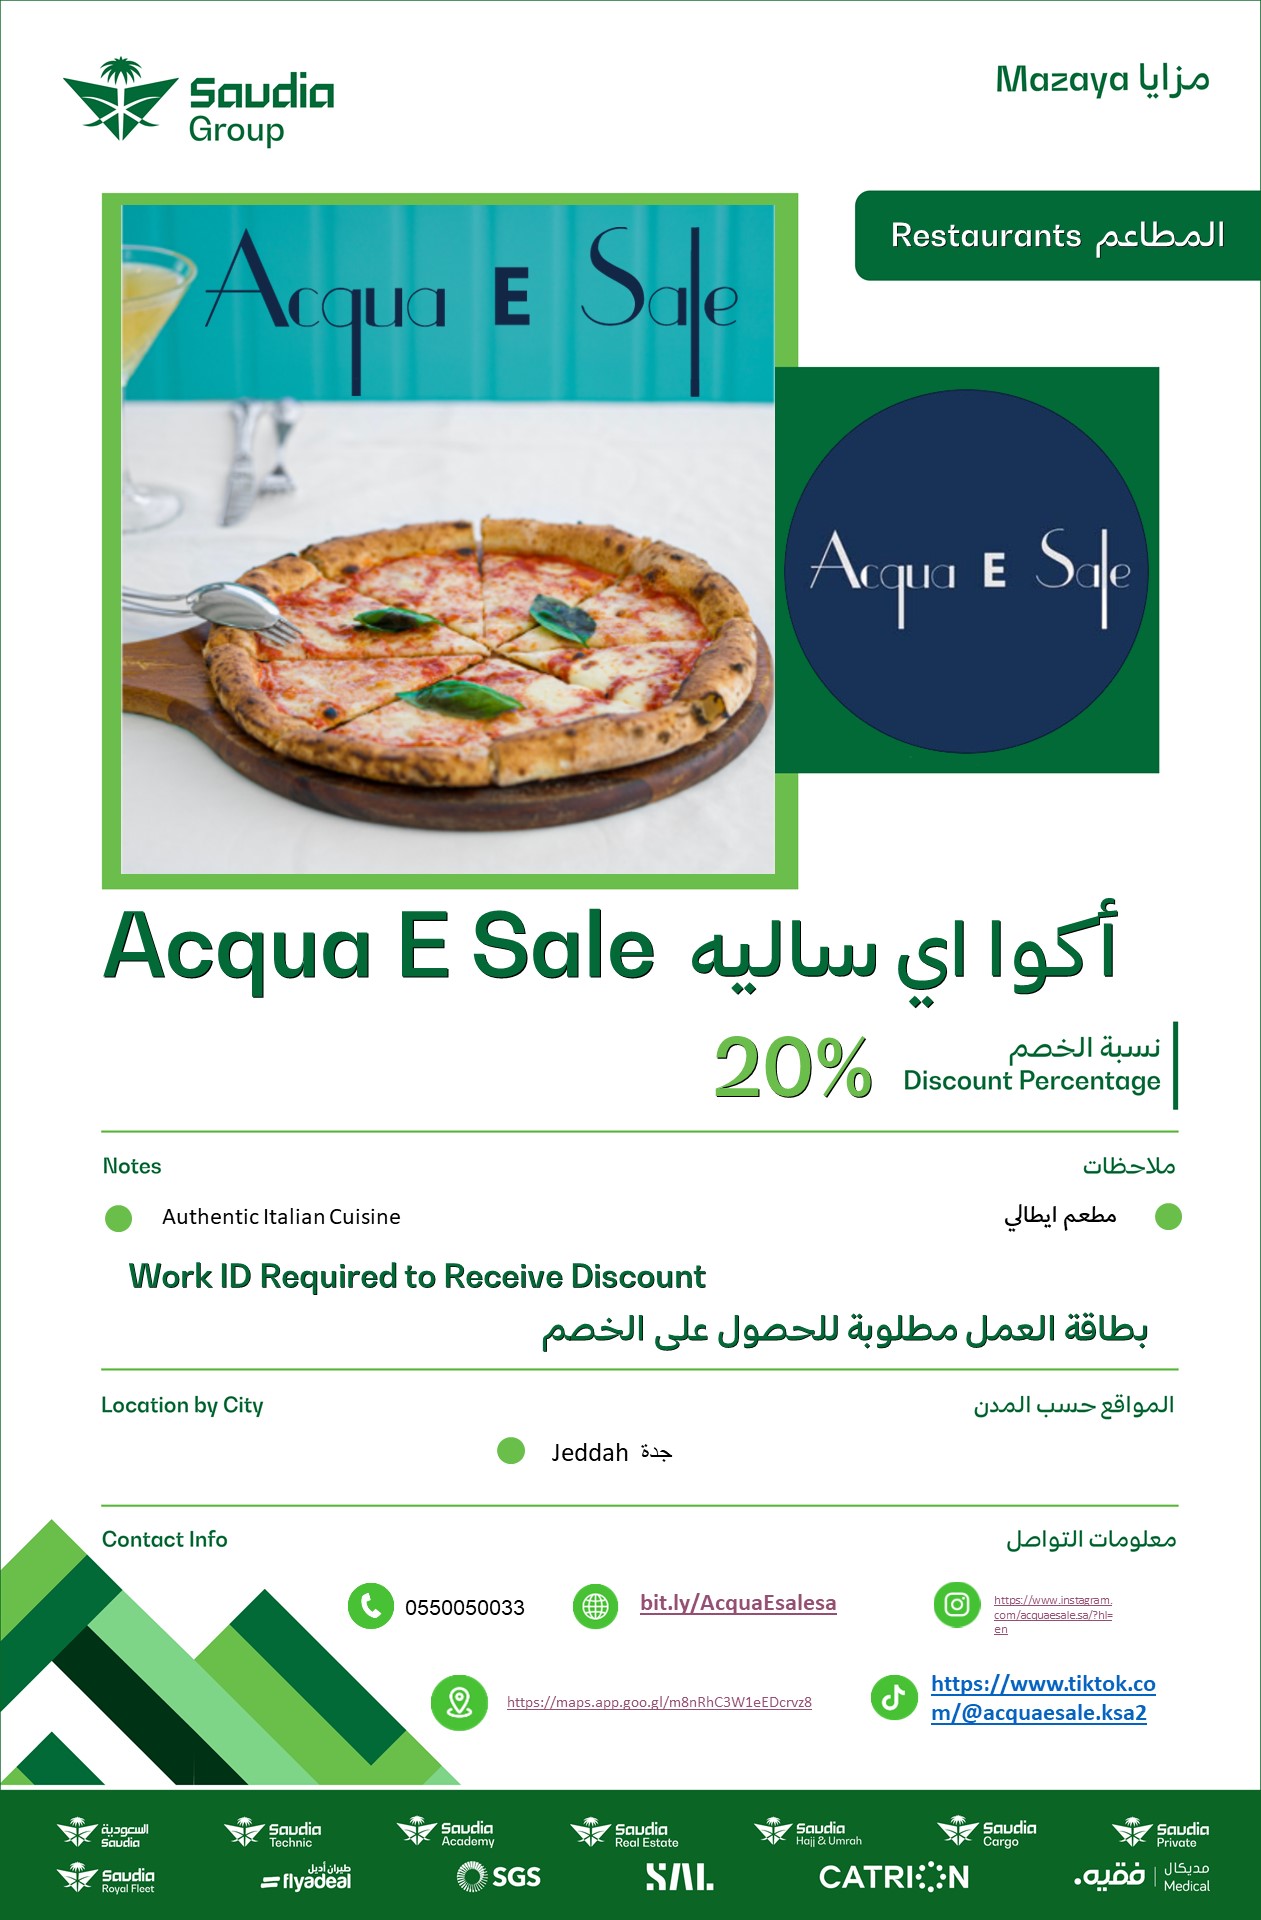 Saudia
Group
Mazaya مزايا
Restaurants المطاعم
Acqua E Sale
Acqua E Sale
Acqua E Sale أكوا اي ساليه
20%
نسبة الخصم
Discount Percentage
Notes
ملاحظات
Authentic Italian Cuisine
مطعم ايطالي
Work ID Required to Receive Discount
بطاقة العمل مطلوبة للحصول على الخصم
Location by City
المواقع حسب المدن
Jeddah جدة
Contact Info
معلومات التواصل
0550050033
bit.ly/AcquaEsalesa
https://www.instagram.
com/acquaesale.sa/?hl=
en
https://maps.app.goo.gl/m8nRhC3W1eEDcrvz8
https://www.tiktok.co
m/@acquaesale.ksa2
السعودية
Saudia
Saudia
Technic
Saudia
Academy
Saudia
Real Estate
Saudia
Hajj & Umrah
Saudia
Cargo
Saudia
Private
Saudia
Royal Fleet
طيران أديل
flyadeal
SGS
SAL
CATRION
فقيه.
مديكال
Medical